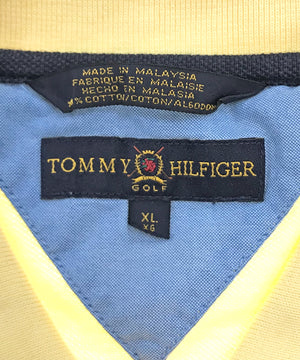 MADE IN MALAYSIA
FABRIQUE EN MALAISIE
HECHO EN MALASIA
% COTTON/COTON/ALGODON
TOMMY HILFIGER
GOLF
XL
XG